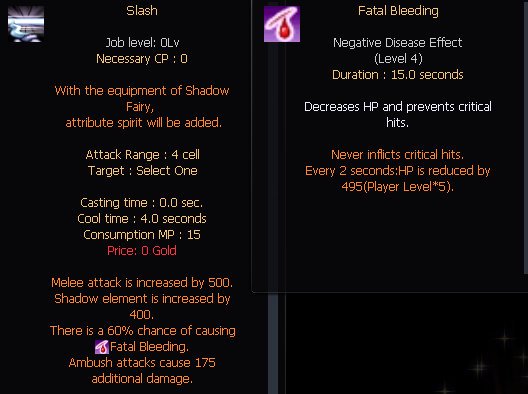 Slash
Job level: 0Lv
Necessary CP : 0
With the equipment of Shadow
Fairy,
attribute spirit will be added.
Attack Range : 4 cell
Target : Select One
Casting time : 0.0 sec.
Cool time : 4.0 seconds
Consumption MP : 15
Price: 0 Gold
Melee attack is increased by 500.
Shadow element is increased by
400.
There is a 60% chance of causing
Fatal Bleeding.
Ambush attacks cause 175
additional damage.
Fatal Bleeding
Negative Disease Effect
(Level 4)
Duration : 15.0 seconds
Decreases HP and prevents critical
hits.
Never inflicts critical hits.
Every 2 seconds:HP is reduced by
495(Player Level*5).